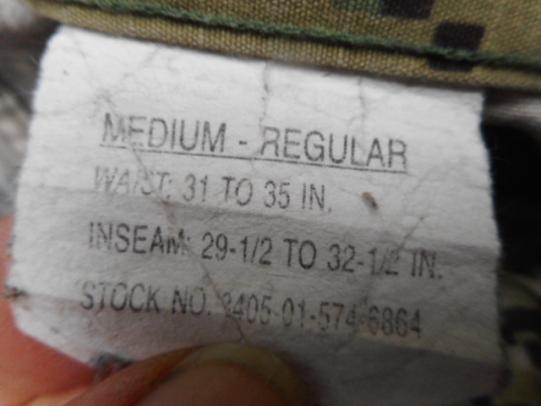 MEDIUM - REGULAR
WAIST: 31 TO 35 IN.
INSEAM: 29-1/2 TO 32-1/2 IN.
STOCK NO. 8405-01-574-6864